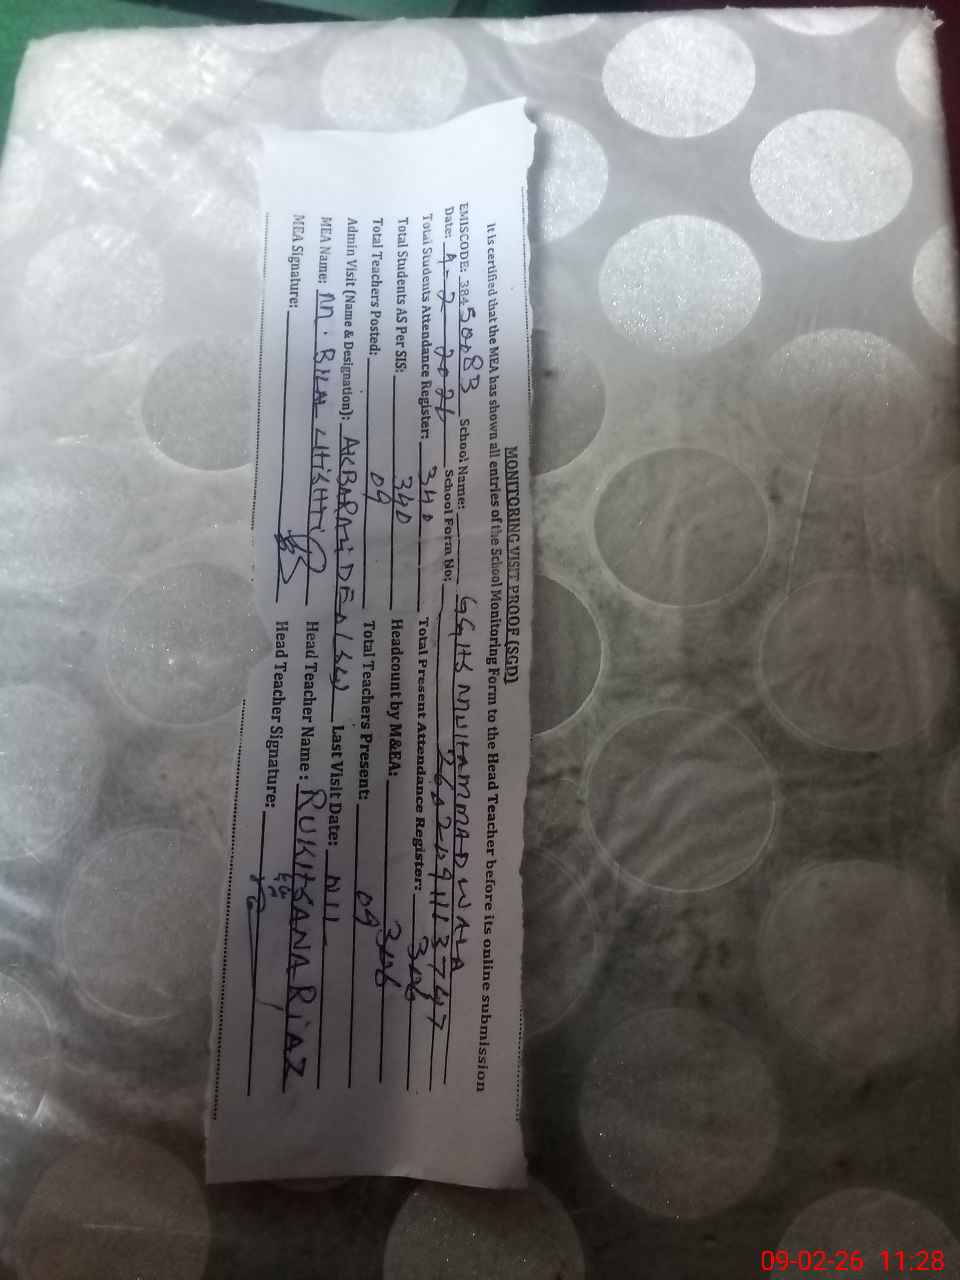 MONITORING VISIT PROOF (SGD)
It is certified that the MEA has shown all entries of the School Monitoring Form to the Head Teacher before its online submission
EMISCODE: 38450083 School Name: GGHS MUHAMMAD WALA
Date: 9-2-2026 School Form No: 26020911137
Total Students Attendance Register: 340 Total Present Attendance Register: 306
Total Students AS Per SIS: 340 Headcount by M&EA: 306
Total Teachers Posted: 09 Total Teachers Present: 09
Admin Visit (Name & Designation): Last Visit Date: NIL
MEA Name: M. BILAL CHISHTI Head Teacher Name: RUKHSANA RIAZ
MEA Signature: Head Teacher Signature:
09-02-26 11:28